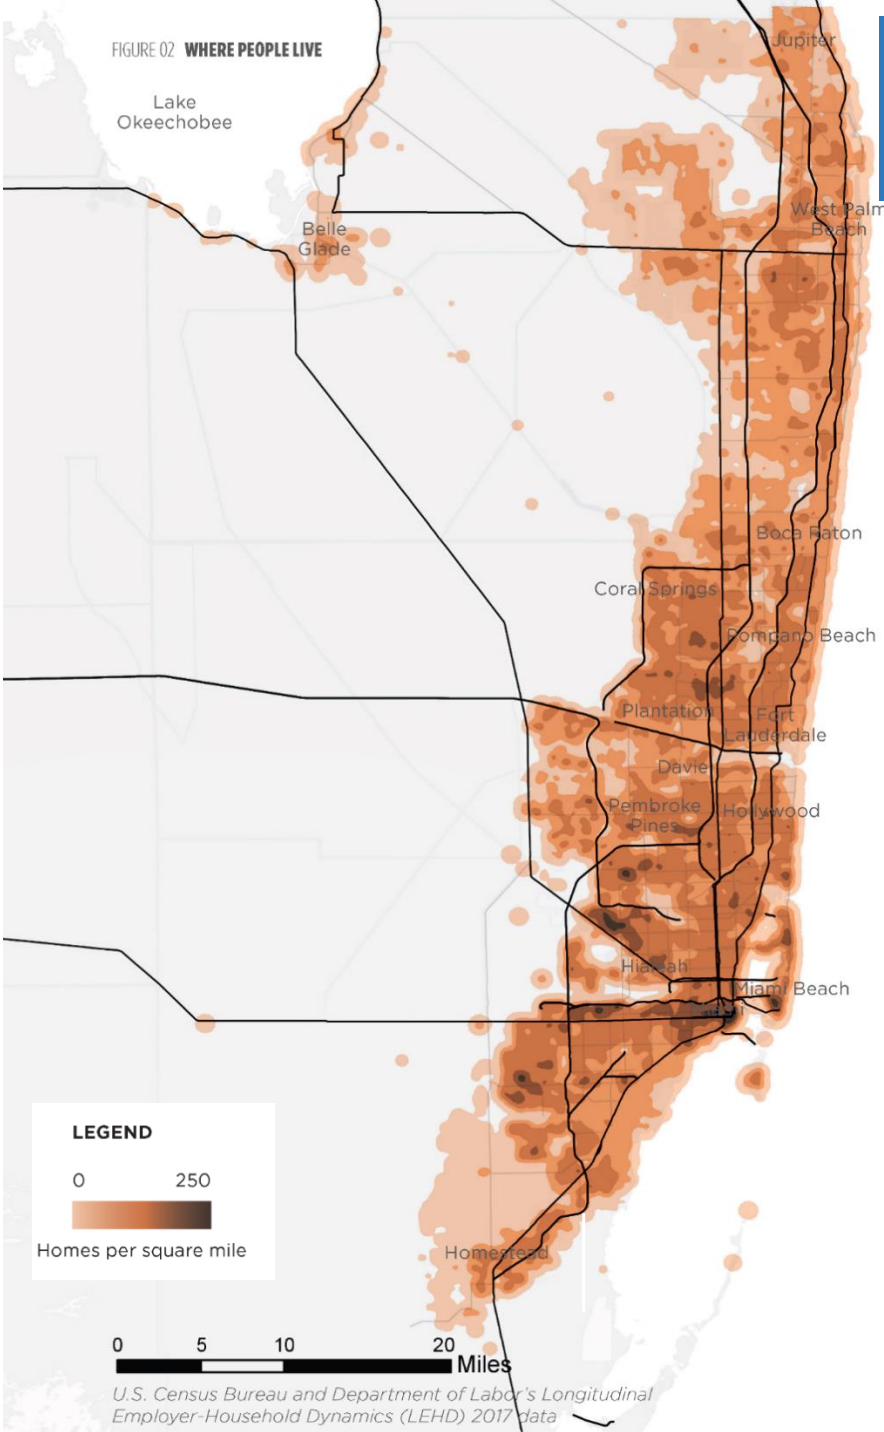 FIGURE 02 WHERE PEOPLE LIVE
Lake
Okeechobee
Jupiter
West Palm
Beach
Belle
Glade
Boca Raton
Coral Springs
Pompano Beach
Plantation
Fort
Lauderdale
Davie
Pembroke
Pines
Hollywood
Hialeah
Miami Beach
Miami
Homestead
LEGEND
0 250
Homes per square mile
0 5 10 20
Miles
U.S. Census Bureau and Department of Labor's Longitudinal
Employer-Household Dynamics (LEHD) 2017 data